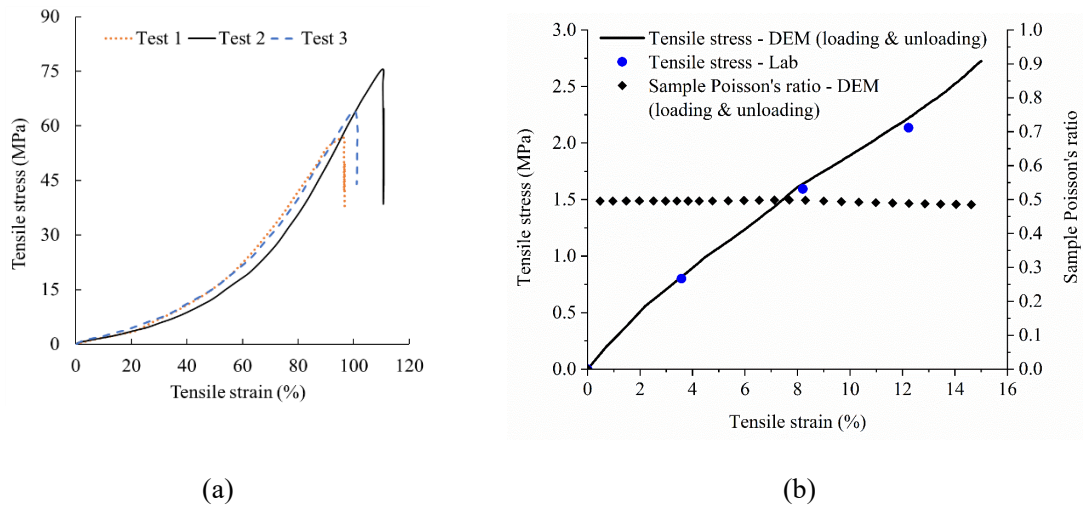 90
75
60
45
30
15
0
Tensile stress (MPa)
Test 1 Test 2 Test 3
0 20 40 60 80 100 120
Tensile strain (%)
(a)
3.0
2.5
2.0
1.5
1.0
0.5
0.0
Tensile stress (MPa)
Tensile stress - DEM (loading & unloading)
Tensile stress - Lab
Sample Poisson's ratio - DEM
(loading & unloading)
1.0
0.9
0.8
0.7
0.6
0.5
0.4
0.3
0.2
0.1
0.0
Sample Poisson's ratio
0 2 4 6 8 10 12 14 16
Tensile strain (%)
(b)